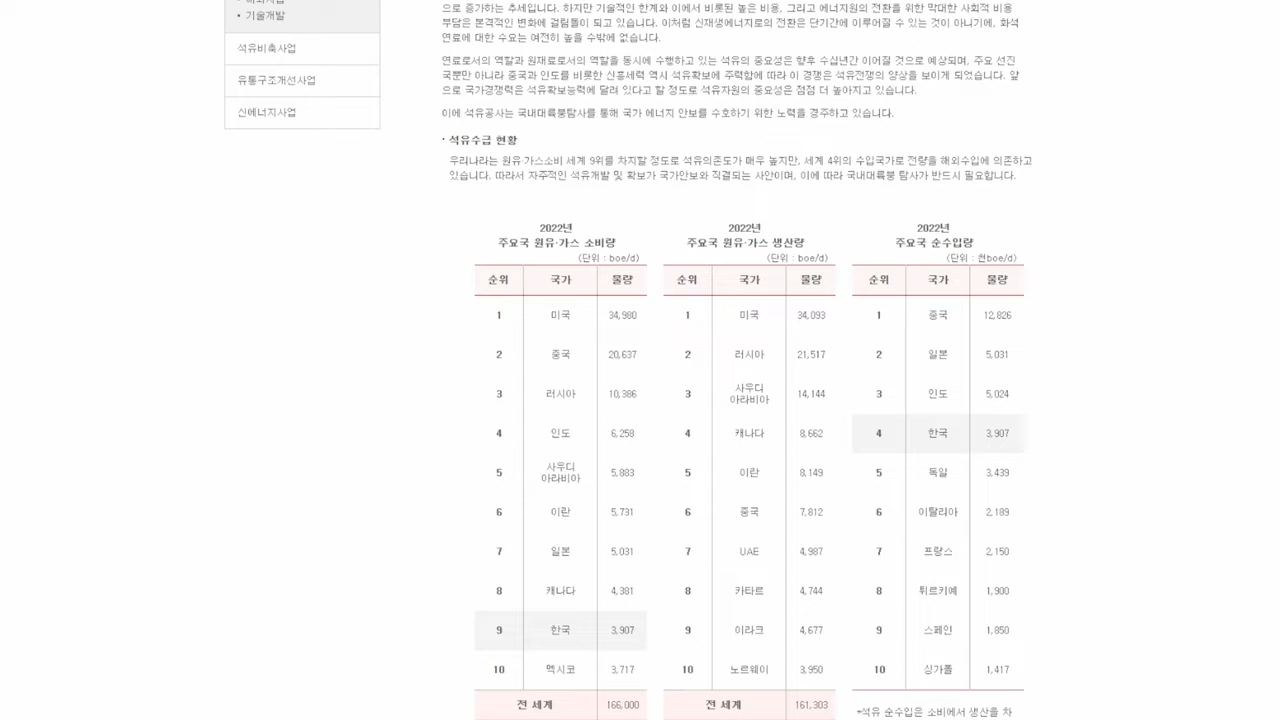 • 기술개발
석유비축사업
유통구조개선사업
신에너지사업
으로 증가하는 추세입니다. 하지만 기술적인 한계와 이에서 비롯된 높은 비용, 그리고 에너지원의 전환을 위한 막대한 사회적 비용
부담은 본격적인 변화에 걸림돌이 되고 있습니다. 이처럼 신재생에너지로의 전환은 단기간에 이루어질 수 있는 것이 아니기에, 화석
연료에 대한 수요는 여전히 높을 수밖에 없습니다.
연료로서의 역할과 원재료로서의 역할을 동시에 수행하고 있는 석유의 중요성은 향후 수십년간 이어질 것으로 예상되며, 주요 선진
국뿐만 아니라 중국과 인도를 비롯한 신흥세력 역시 석유확보에 주력함에 따라 이 경쟁은 석유전쟁의 양상을 보이게 되었습니다. 앞
으로 국가경쟁력은 석유확보능력에 달려 있다고 할 정도로 석유자원의 중요성은 점점 더 높아지고 있습니다.
이에 석유공사는 국내대륙붕탐사를 통해 국가 에너지 안보를 수호하기 위한 노력을 경주하고 있습니다.
· 석유수급 현황
우리나라는 원유·가스소비 세계 9위를 차지할 정도로 석유의존도가 매우 높지만, 세계 4위의 수입국가로 전량을 해외수입에 의존하고
있습니다. 따라서 자주적인 석유개발 및 확보가 국가안보와 직결되는 사안이며, 이에 따라 국내대륙붕 탐사가 반드시 필요합니다.
2022년
주요국 원유·가스 소비량
(단위 : boe/d)
순위 국가 물량
1 미국 34,980
2 중국 20,637
3 러시아 10,386
4 인도 6,258
5 사우디
아라비아 5,883
6 이란 5,731
7 일본 5,031
8 캐나다 4,381
9 한국 3,907
10 멕시코 3,717
전 세계 166,000
2022년
주요국 원유·가스 생산량
(단위 : boe/d)
순위 국가 물량
1 미국 34,093
2 러시아 21,517
3 사우디
아라비아 14,144
4 캐나다 8,662
5 이란 8,149
6 중국 7,812
7 UAE 4,987
8 카타르 4,744
9 이라크 4,677
10 노르웨이 3,950
전 세계 161,303
2022년
주요국 순수입량
(단위 : 천boe/d)
순위 국가 물량
1 중국 12,826
2 일본 5,031
3 인도 5,024
4 한국 3,907
5 독일 3,439
6 이탈리아 2,189
7 프랑스 2,150
8 튀르키예 1,900
9 스페인 1,850
10 싱가폴 1,417
*석유 순수입은 소비에서 생산을 차